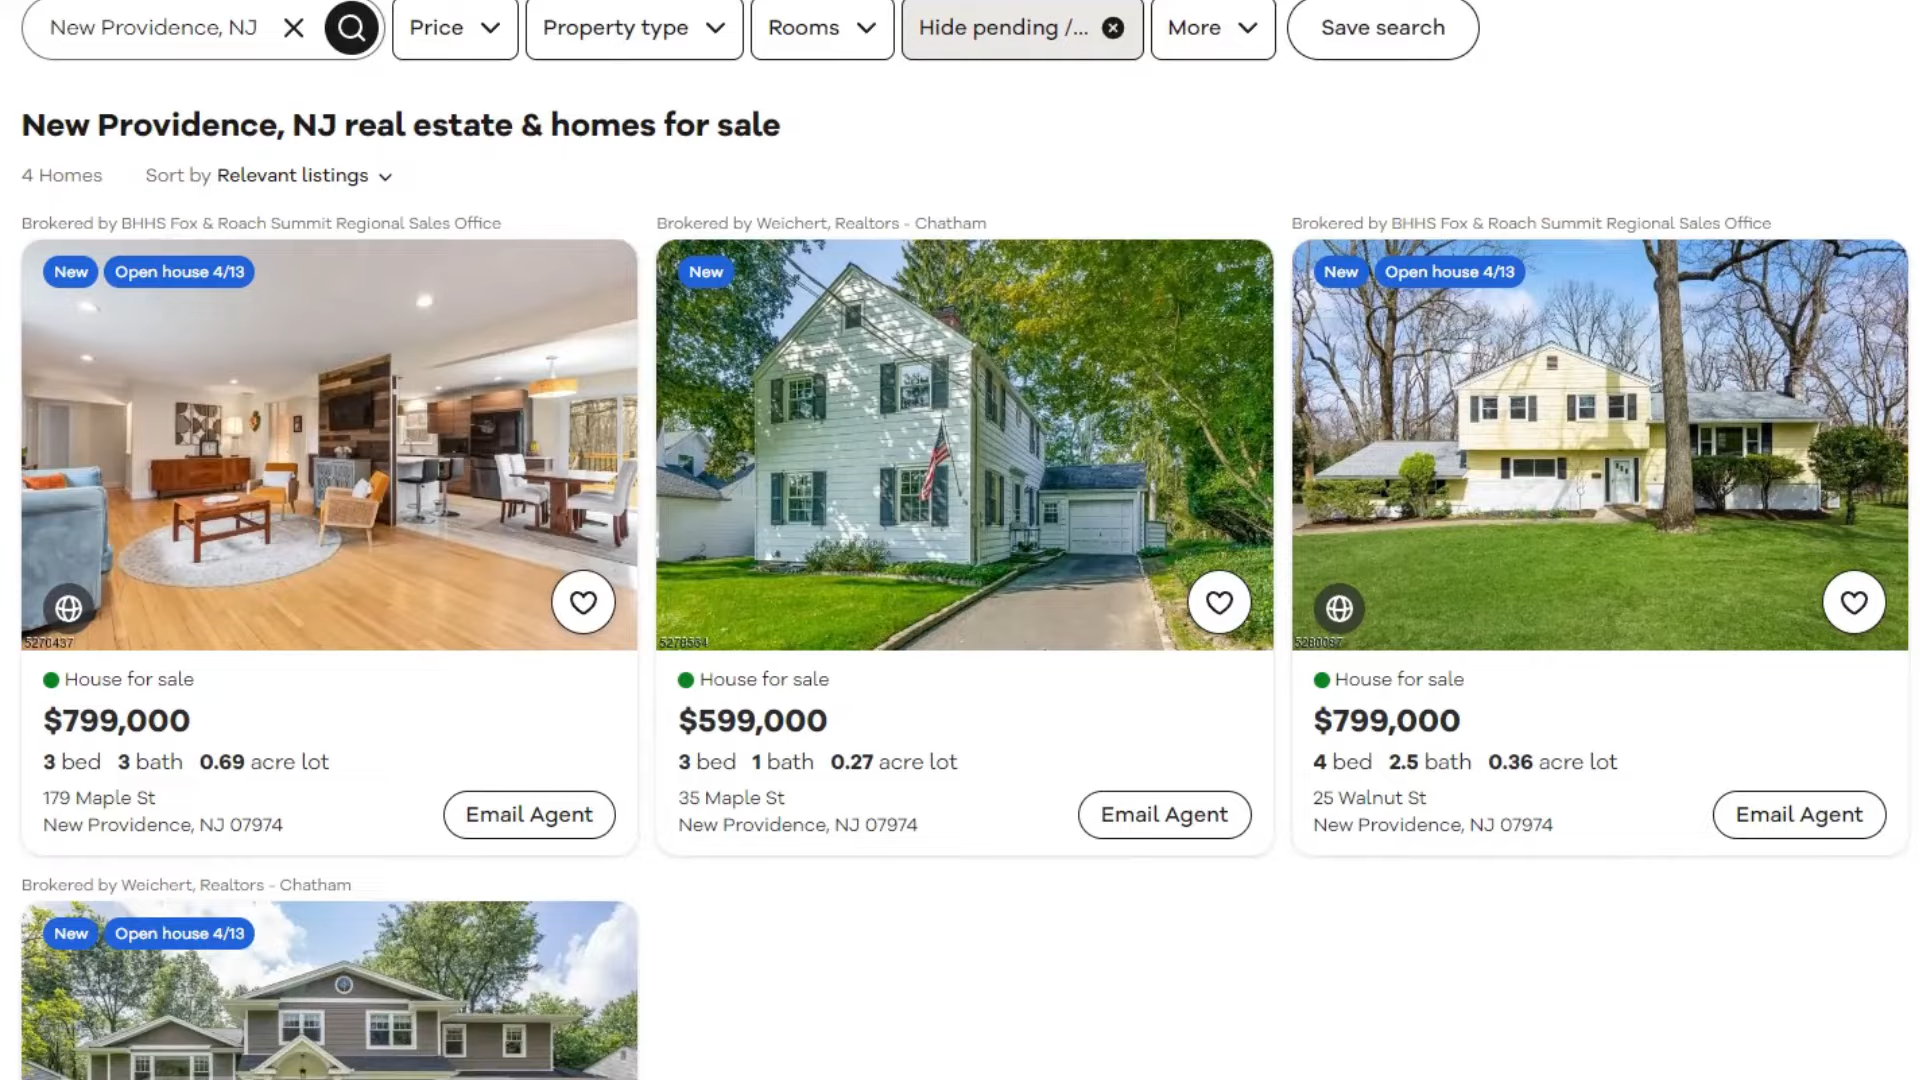 New Providence, NJ
Price
Property type
Rooms
Hide pending /...
More
Save search
New Providence, NJ real estate & homes for sale
4 Homes
Sort by Relevant listings
Brokered by BHHS Fox & Roach Summit Regional Sales Office
New
Open house 4/13
5270437
House for sale
$799,000
3 bed 3 bath 0.69 acre lot
179 Maple St
New Providence, NJ 07974
Email Agent
Brokered by Weichert, Realtors - Chatham
New
House for sale
$599,000
3 bed 1 bath 0.27 acre lot
35 Maple St
New Providence, NJ 07974
Email Agent
Brokered by BHHS Fox & Roach Summit Regional Sales Office
New
Open house 4/13
House for sale
$799,000
4 bed 2.5 bath 0.36 acre lot
25 Walnut St
New Providence, NJ 07974
Email Agent
Brokered by Weichert, Realtors - Chatham
New
Open house 4/13